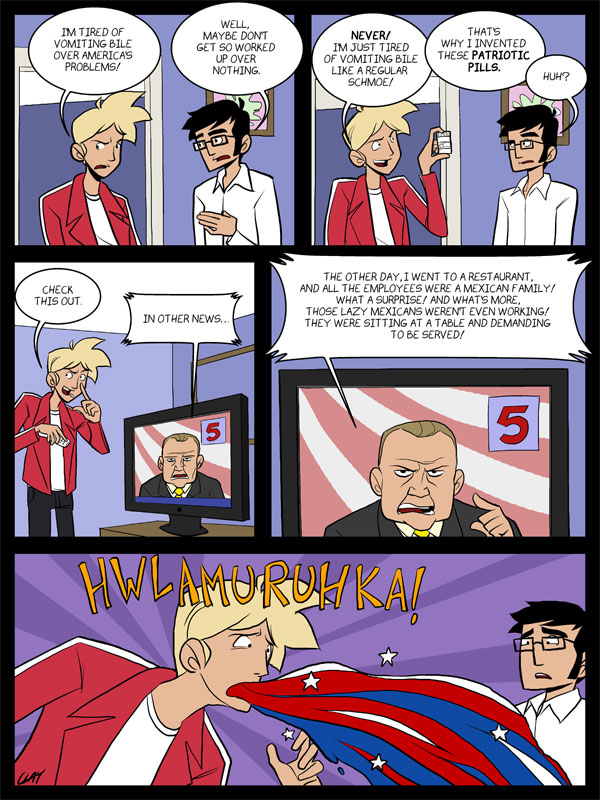 I'M TIRED OF
VOMITING BILE
OVER AMERICA'S
PROBLEMS!
WELL,
MAYBE DON'T
GET SO WORKED
UP OVER
NOTHING.
NEVER!
I'M JUST TIRED
OF VOMITING BILE
LIKE A REGULAR
SCHMOE!
THAT'S
WHY I INVENTED
THESE PATRIOTIC
PILLS.
HUH?
CHECK
THIS OUT.
IN OTHER NEWS...
5
THE OTHER DAY, I WENT TO A RESTAURANT,
AND ALL THE EMPLOYEES WERE A MEXICAN FAMILY!
WHAT A SURPRISE! AND WHAT'S MORE,
THOSE LAZY MEXICANS WEREN'T EVEN WORKING!
THEY WERE SITTING AT A TABLE AND DEMANDING
TO BE SERVED!
5
HWLAMURUHKA!
CLAY